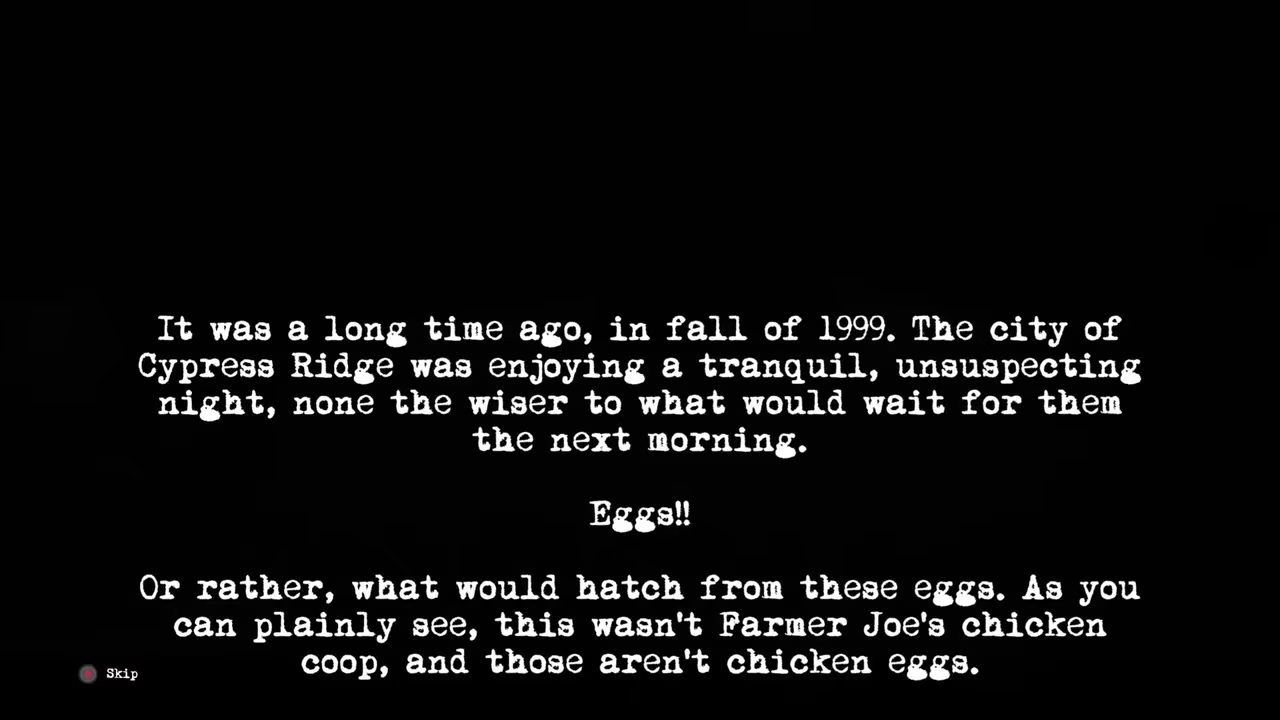 It was a long time ago, in fall of 1999. The city of
Cypress Ridge was enjoying a tranquil, unsuspecting
night, none the wiser to what would wait for them
the next morning.
Eggs!!
Or rather, what would hatch from these eggs. As you
can plainly see, this wasn't Farmer Joe's chicken
coop, and those aren't chicken eggs.
Skip